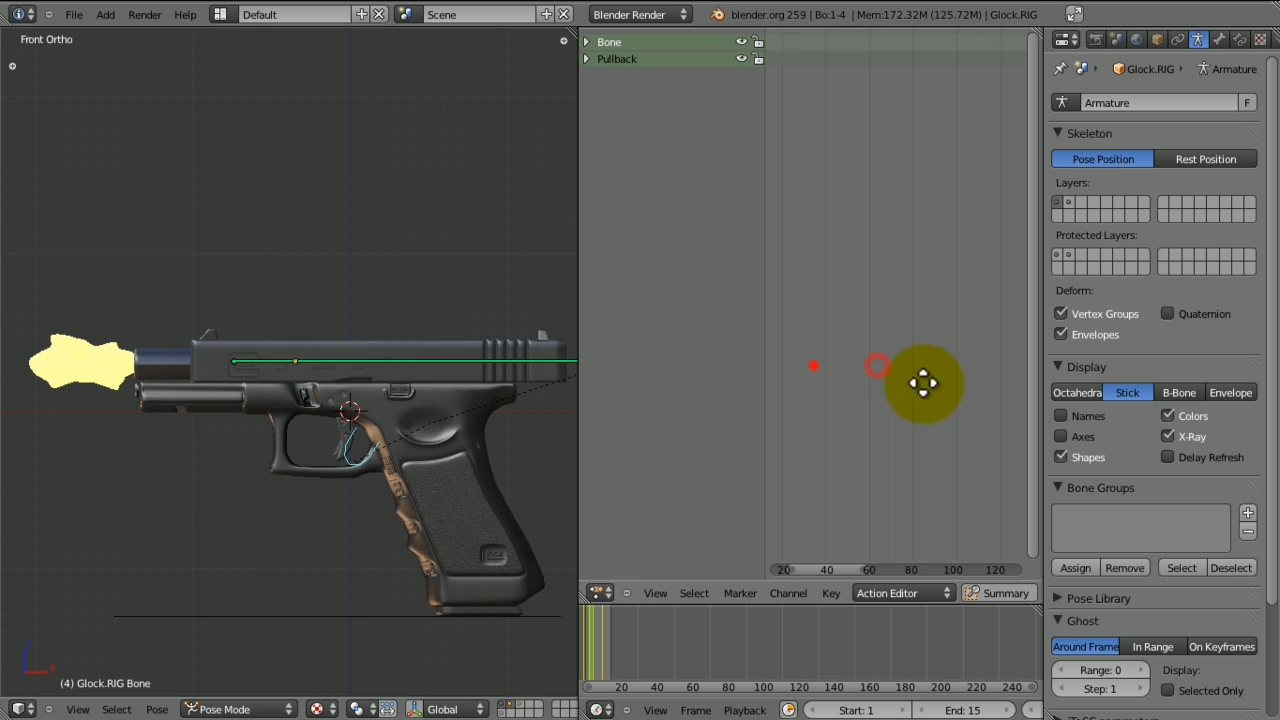 File Add Render Help Default Scene Blender Render blender.org 259 | Bo:1-4 | Mem:172.32M (125.72M) | Glock.RIG
Front Ortho
Bone
Pullback
Glock.RIG Armature
Armature F
Skeleton
Pose Position Rest Position
Layers:
Protected Layers:
Deform:
Vertex Groups Quaternion
Envelopes
Display
Octahedra Stick B-Bone Envelope
Names Colors
Axes X-Ray
Shapes Delay Refresh
Bone Groups
Assign Remove Select Deselect
Pose Library
Ghost
Around Frame In Range On Keyframes
Range: 0 Display:
Step: 1 Selected Only
20 40 60 80 100 120
View Select Marker Channel Key Action Editor Summary
20 40 60 80 100 120 140 160 180 200 220 240
(4) Glock.RIG Bone
View Select Pose Pose Mode Global
View Frame Playback Start: 1 End: 15